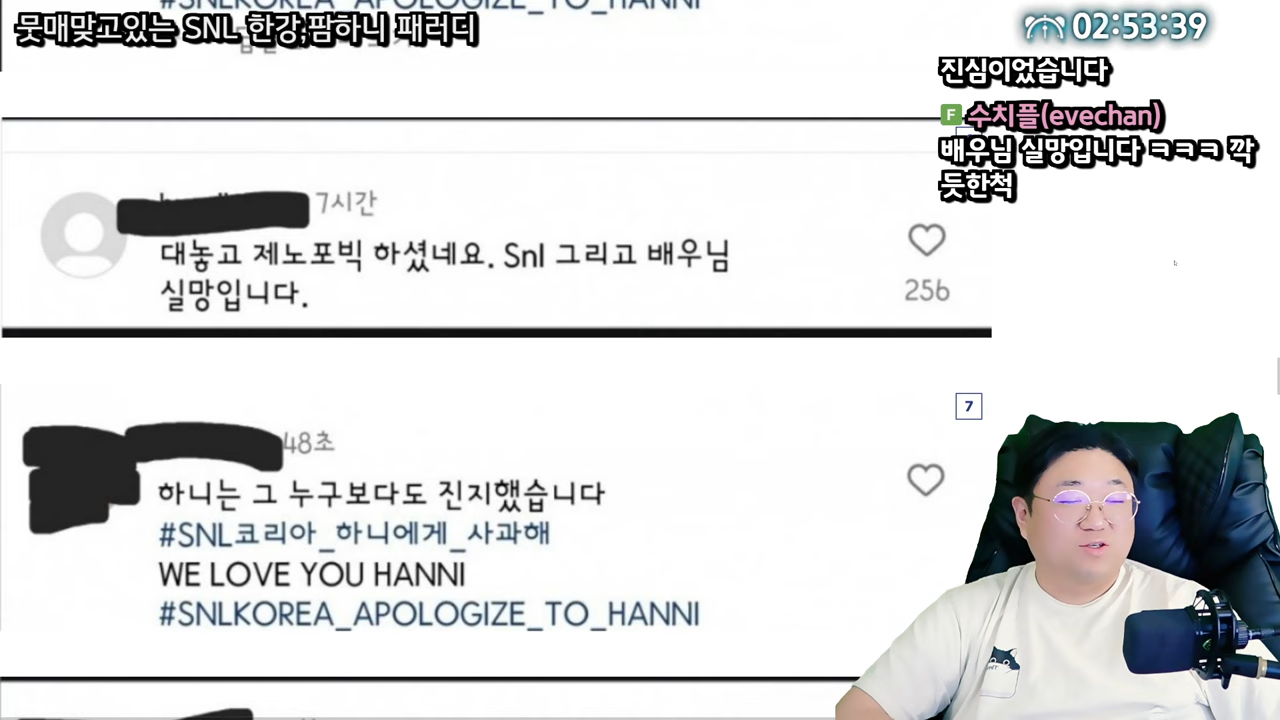 #SNLKOREA_APOLOGIZE_TO_HANNI
뭇매맞고있는 SNL 한강,팜하니 패러디
02:53:39
진심이었습니다
F 수치플(evechan)
배우님 실망입니다 ㅋㅋㅋ 깍
듯한척
7시간
대놓고 제노포빅 하셨네요. Snl 그리고 배우님
실망입니다.
256
7
48초
하니는 그 누구보다도 진지했습니다
#SNL코리아_하니에게_사과해
WE LOVE YOU HANNI
#SNLKOREA_APOLOGIZE_TO_HANNI